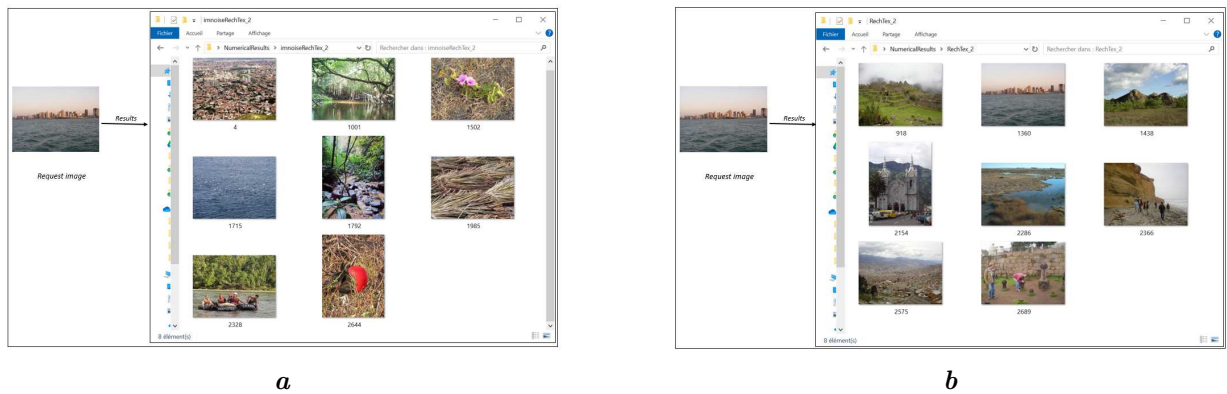 imnoiseRechTex_2
Fichier Accueil Partage Affichage
NumericalResults > imnoiseRechTex_2 Rechercher dans : imnoiseRechTex_2
Results
Request image
4 1001 1502
1715 1792 1985
2328 2644
8 élément(s)
a
RechTex_2
Fichier Accueil Partage Affichage
NumericalResults > RechTex_2 Rechercher dans : RechTex_2
Results
Request image
918 1360 1438
2154 2286 2366
2575 2689
8 élément(s)
b